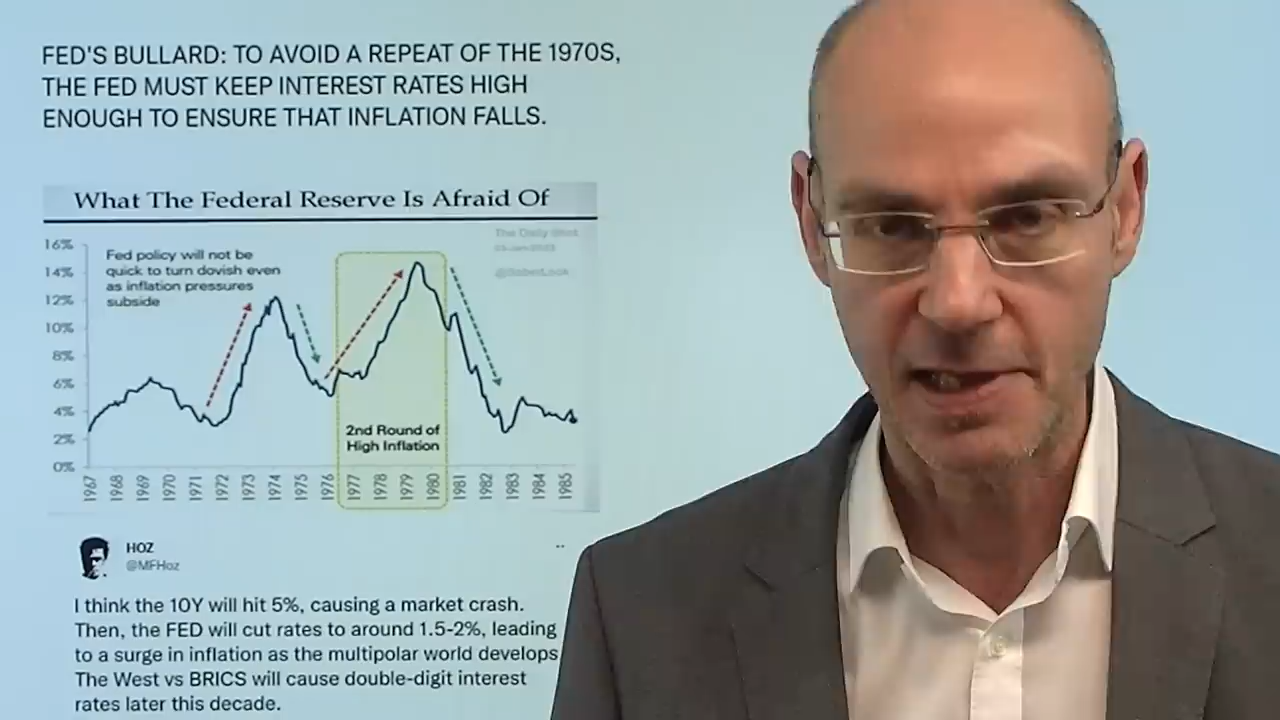 FED'S BULLARD: TO AVOID A REPEAT OF THE 1970S,
THE FED MUST KEEP INTEREST RATES HIGH
ENOUGH TO ENSURE THAT INFLATION FALLS.
What The Federal Reserve Is Afraid Of
The Daily Shot
16%
Fed policy will not be
quick to turn dovish even
as inflation pressures
subside
14%
12%
10%
8%
6%
4%
2%
0%
2nd Round of
High Inflation
1967 1968 1969 1970 1971 1972 1973 1974 1975 1976 1977 1978 1979 1980 1981 1982 1983 1984 1985
HOZ
@MFHoz
I think the 10Y will hit 5%, causing a market crash.
Then, the FED will cut rates to around 1.5-2%, leading
to a surge in inflation as the multipolar world develops
The West vs BRICS will cause double-digit interest
rates later this decade.